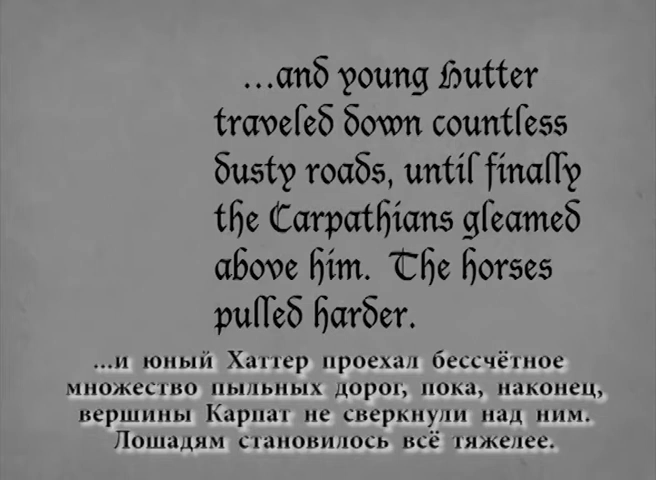 ...and young Hutter
traveled down countless
dusty roads, until finally
the Carpathians gleamed
above him. The horses
pulled harder.
...и юный Хаттер проехал бессчётное
множество пыльных дорог, пока, наконец,
вершины Карпат не сверкнули над ним.
Лошадям становилось всё тяжелее.